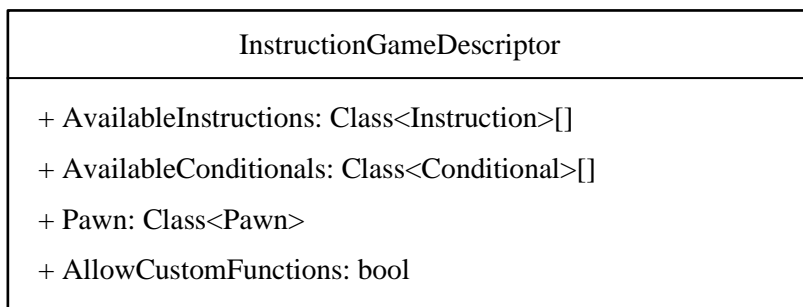 InstructionGameDescriptor
+ AvailableInstructions: Class<Instruction>[]
+ AvailableConditionals: Class<Conditional>[]
+ Pawn: Class<Pawn>
+ AllowCustomFunctions: bool